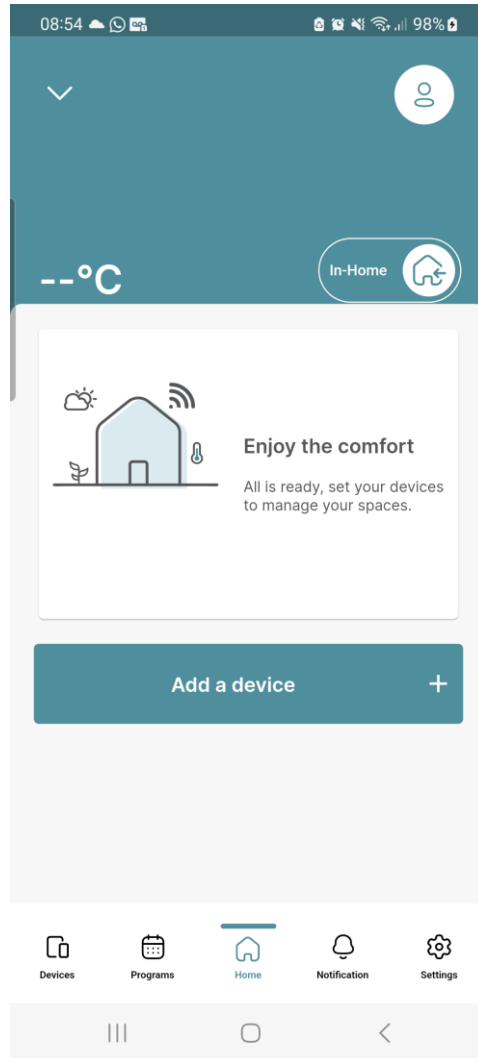 08:54
98%
--°C
In-Home
Enjoy the comfort
All is ready, set your devices
to manage your spaces.
Add a device +
Devices
Programs
Home
Notification
Settings